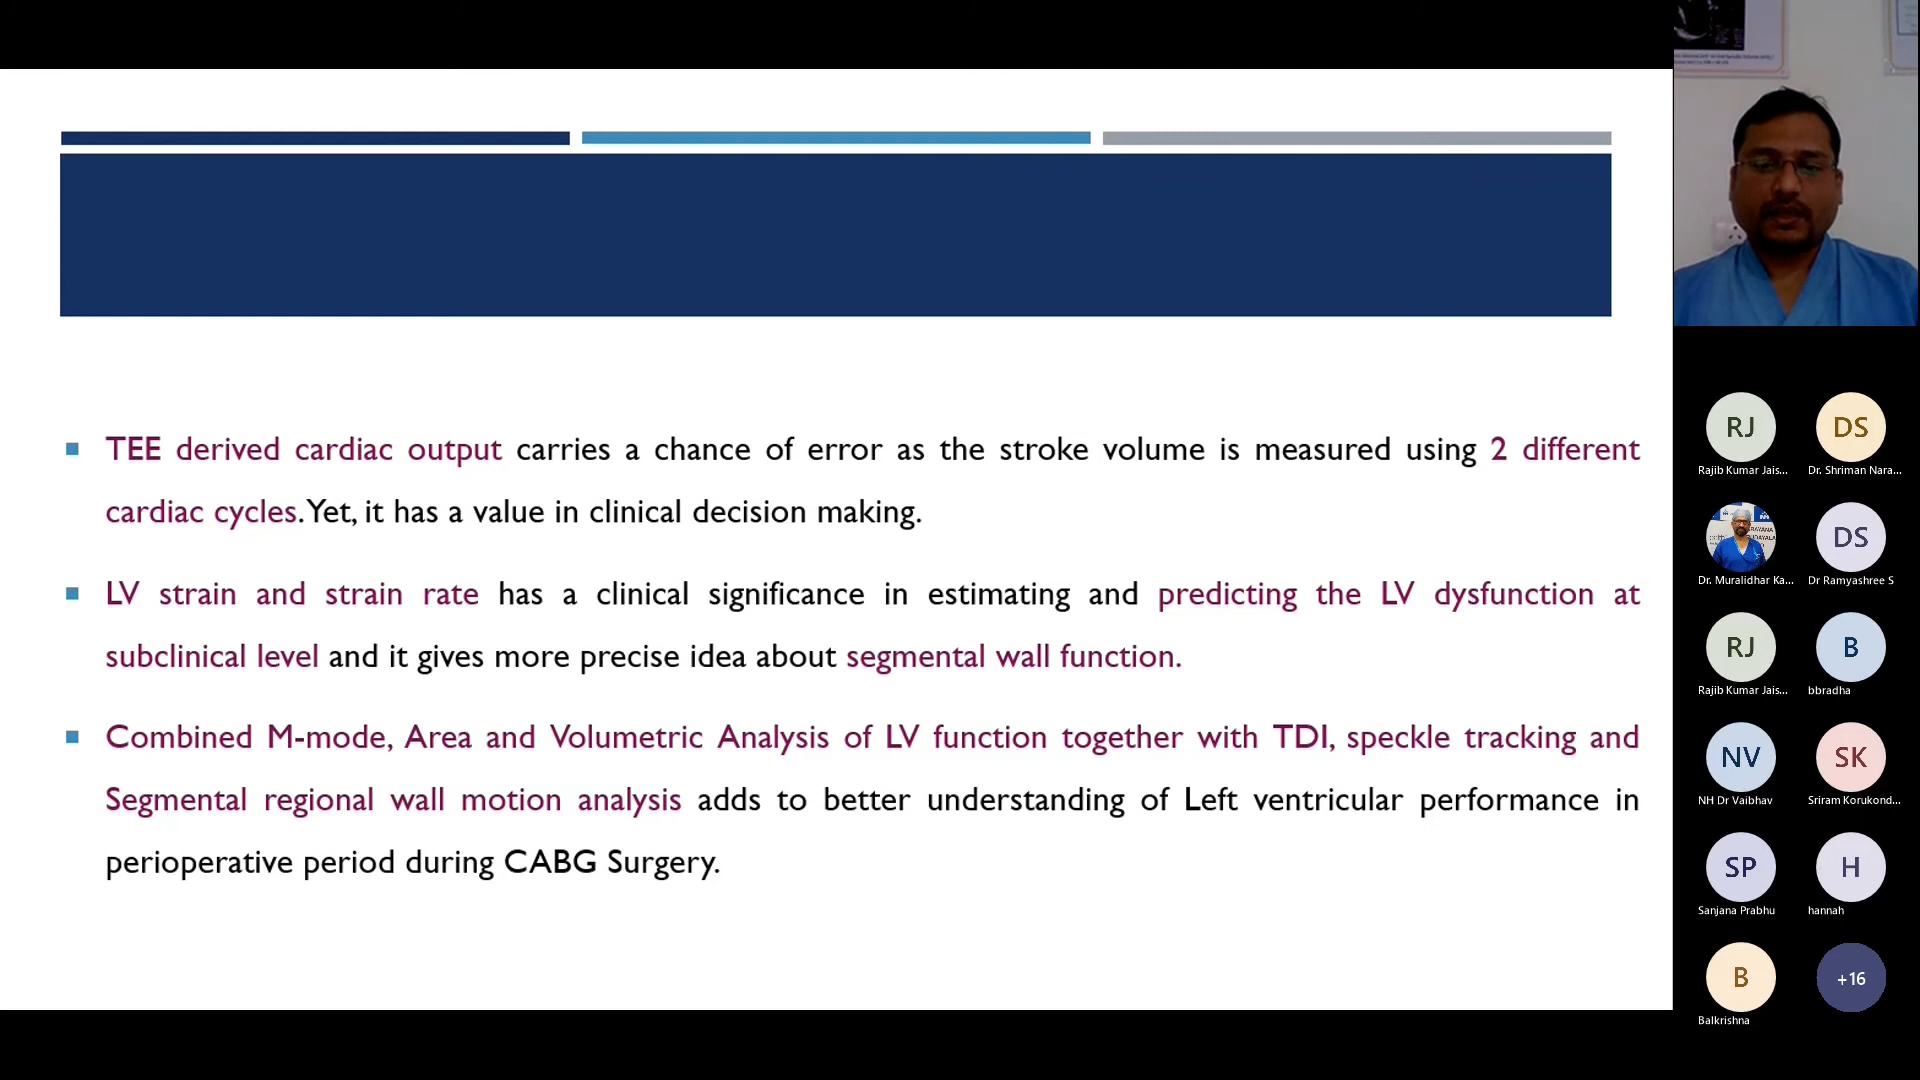 TEE derived cardiac output carries a chance of error as the stroke volume is measured using 2 different
cardiac cycles. Yet, it has a value in clinical decision making.
LV strain and strain rate has a clinical significance in estimating and predicting the LV dysfunction at
subclinical level and it gives more precise idea about segmental wall function.
Combined M-mode, Area and Volumetric Analysis of LV function together with TDI, speckle tracking and
Segmental regional wall motion analysis adds to better understanding of Left ventricular performance in
perioperative period during CABG Surgery.
RJ
Rajib Kumar Jais...
DS
Dr. Shriman Nara...
Dr. Muralidhar Ka...
DS
Dr Ramyashree S
RJ
Rajib Kumar Jais...
B
bbradha
NV
NH Dr Vaibhav
SK
Sriram Korukond...
SP
Sanjana Prabhu
H
hannah
B
Balkrishna
+16